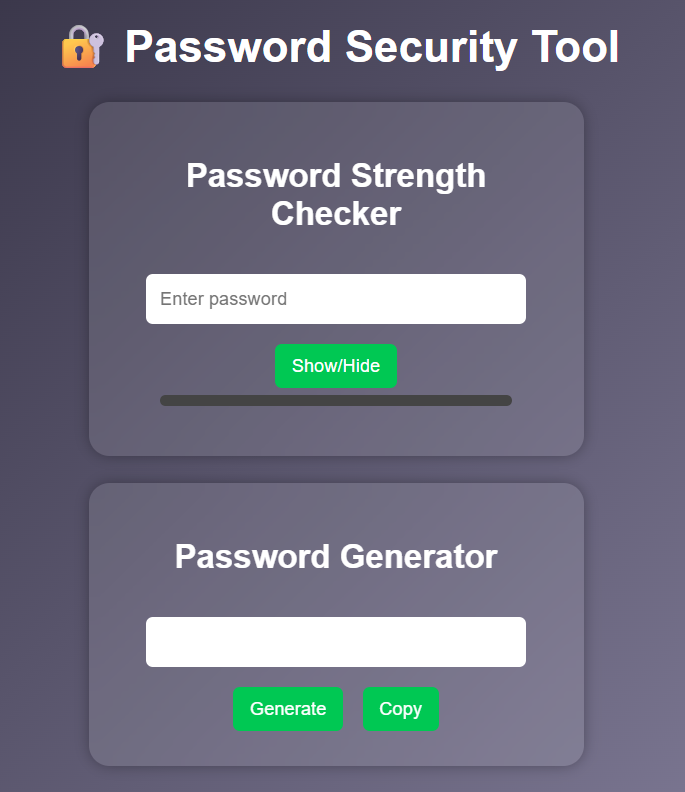 🔐 Password Security Tool
Password Strength
Checker
Enter password
Show/Hide
Password Generator
Generate Copy